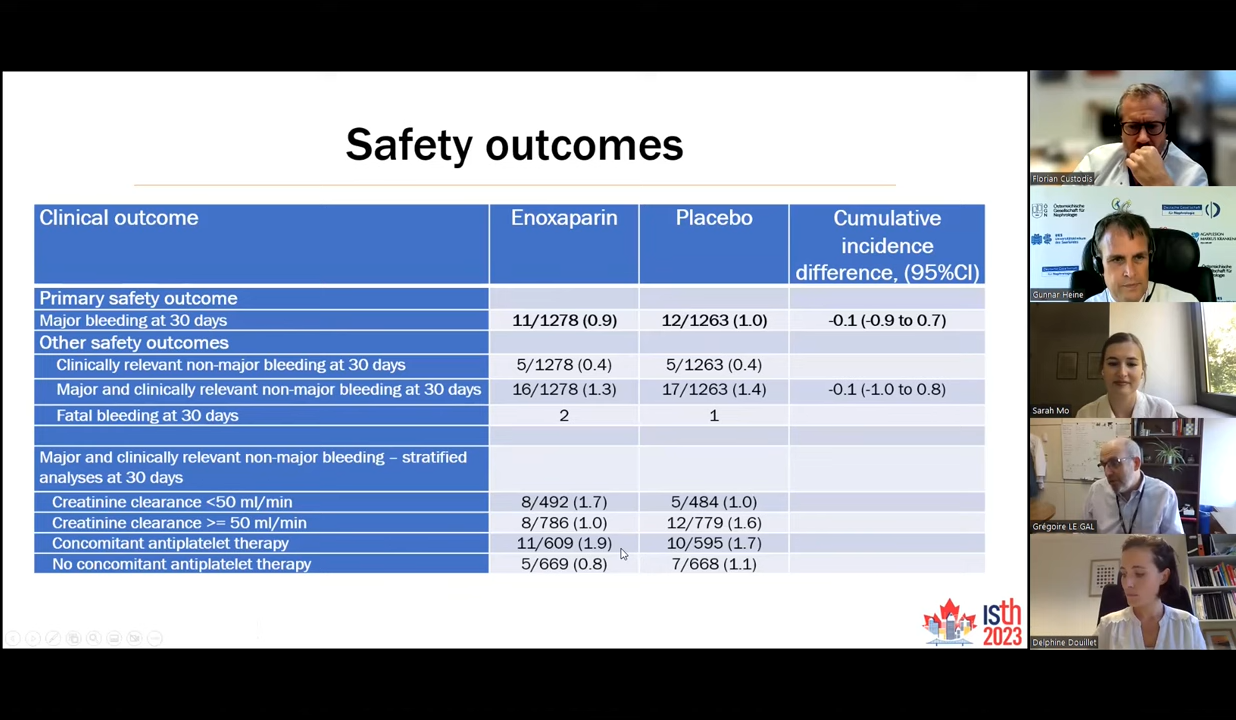 Safety outcomes
Clinical outcome Enoxaparin Placebo Cumulative incidence difference, (95%CI)
Primary safety outcome
Major bleeding at 30 days 11/1278 (0.9) 12/1263 (1.0) -0.1 (-0.9 to 0.7)
Other safety outcomes
Clinically relevant non-major bleeding at 30 days 5/1278 (0.4) 5/1263 (0.4)
Major and clinically relevant non-major bleeding at 30 days 16/1278 (1.3) 17/1263 (1.4) -0.1 (-1.0 to 0.8)
Fatal bleeding at 30 days 2 1
Major and clinically relevant non-major bleeding – stratified
analyses at 30 days
Creatinine clearance <50 ml/min 8/492 (1.7) 5/484 (1.0)
Creatinine clearance >= 50 ml/min 8/786 (1.0) 12/779 (1.6)
Concomitant antiplatelet therapy 11/609 (1.9) 10/595 (1.7)
No concomitant antiplatelet therapy 5/669 (0.8) 7/668 (1.1)
ISth
2023
Florian Custodis
Gunnar Heine
Sarah Mo
Grégoire LE GAL
Delphine Douillet